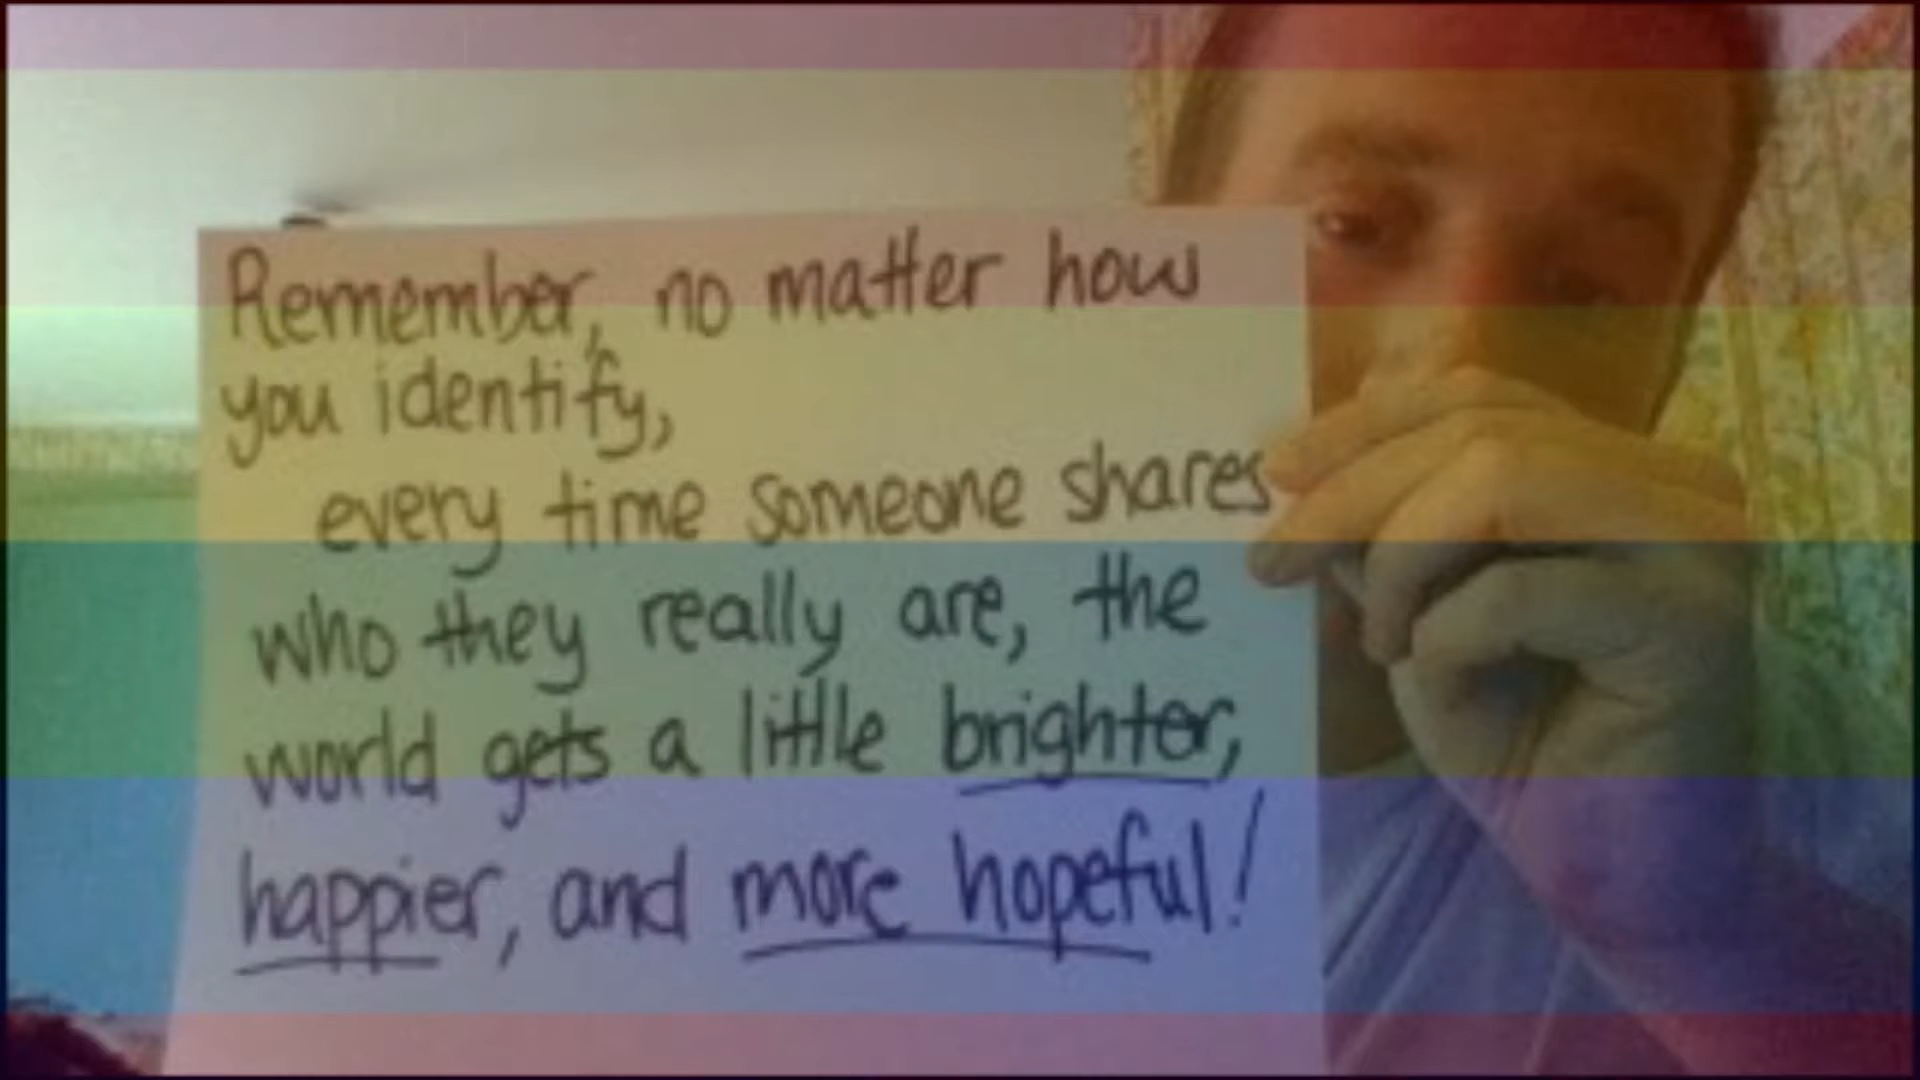 Remember, no matter how
you identify,
every time someone shares
who they really are, the
world gets a little brighter,
happier, and more hopeful!